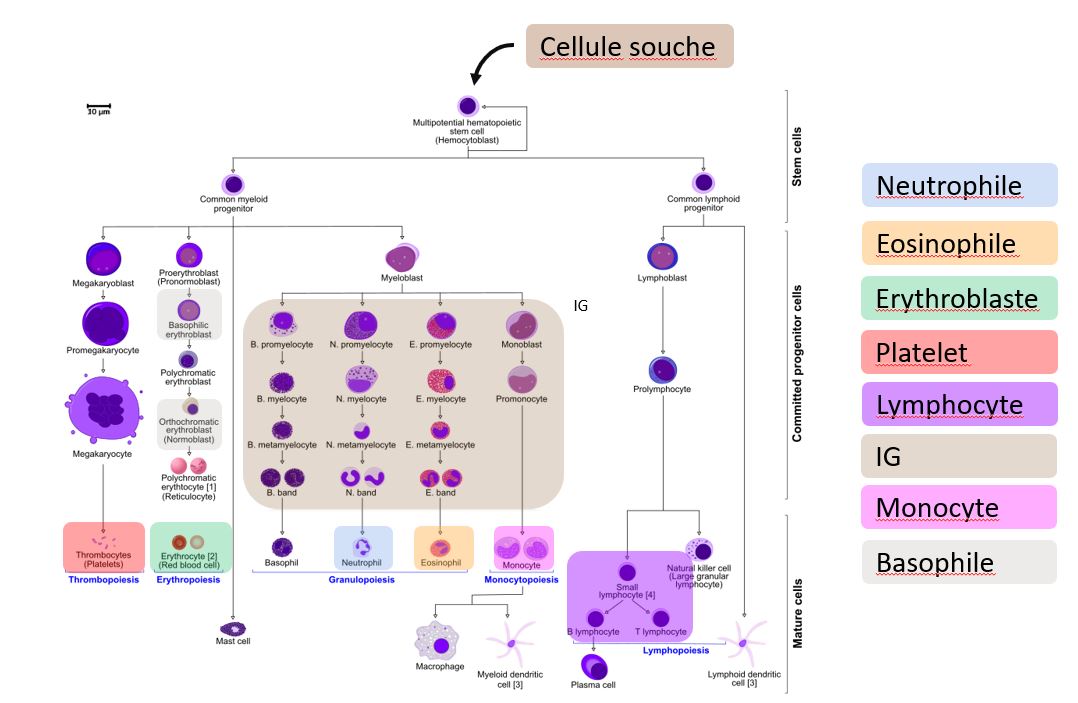 Cellule souche
10 μm
Multipotential hematopoietic
stem cell
(Hemocytoblast)
Common myeloid
progenitor
Common lymphoid
progenitor
Stem cells
Megakaryoblast
Proerythroblast
(Pronormoblast)
Myeloblast
Lymphoblast
IG
Promegakaryocyte
Basophilic
erythroblast
B. promyelocyte
N. promyelocyte
E. promyelocyte
Monoblast
Polychromatic
erythroblast
B. myelocyte
N. myelocyte
E. myelocyte
Promonocyte
Prolymphocyte
Committed progenitor cells
Megakaryocyte
Orthochromatic
erythroblast
(Normoblast)
B. metamyelocyte
N. metamyelocyte
E. metamyelocyte
Polychromatic
erythtocyte [1]
(Reticulocyte)
B. band
N. band
E. band
Thrombocytes
(Platelets)
Erythrocyte [2]
(Red blood cell)
Basophil
Neutrophil
Eosinophil
Monocyte
Thrombopoiesis
Erythropoiesis
Granulopoiesis
Monocytopoiesis
Natural killer cell
(Large granular
lymphocyte)
Small
lymphocyte [4]
B lymphocyte
T lymphocyte
Lymphopoiesis
Mast cell
Macrophage
Myeloid dendritic
cell [3]
Plasma cell
Lymphoid dendritic
cell [3]
Mature cells
Neutrophile
Eosinophile
Erythroblaste
Platelet
Lymphocyte
IG
Monocyte
Basophile